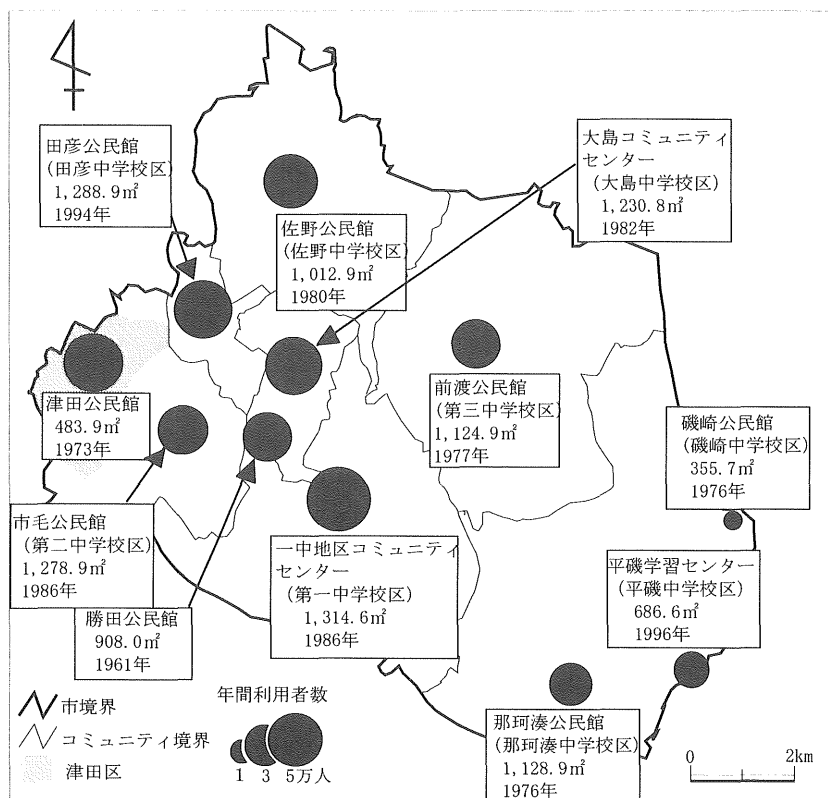 田彦公民館
(田彦中学校区)
1,288.9㎡
1994年
大島コミュニティ
センター
(大島中学校区)
1,230.8㎡
1982年
佐野公民館
(佐野中学校区)
1,012.9㎡
1980年
津田公民館
483.9㎡
1973年
前渡公民館
(第三中学校区)
1,124.9㎡
1977年
磯崎公民館
(磯崎中学校区)
355.7㎡
1976年
市毛公民館
(第二中学校区)
1,278.9㎡
1986年
一中地区コミュニティ
センター
(第一中学校区)
1,314.6㎡
1986年
平磯学習センター
(平磯中学校区)
686.6㎡
1996年
勝田公民館
908.0㎡
1961年
那珂湊公民館
(那珂湊中学校区)
1,128.9㎡
1976年
市境界
コミュニティ境界
津田区
年間利用者数
1 3 5万人
0 2km